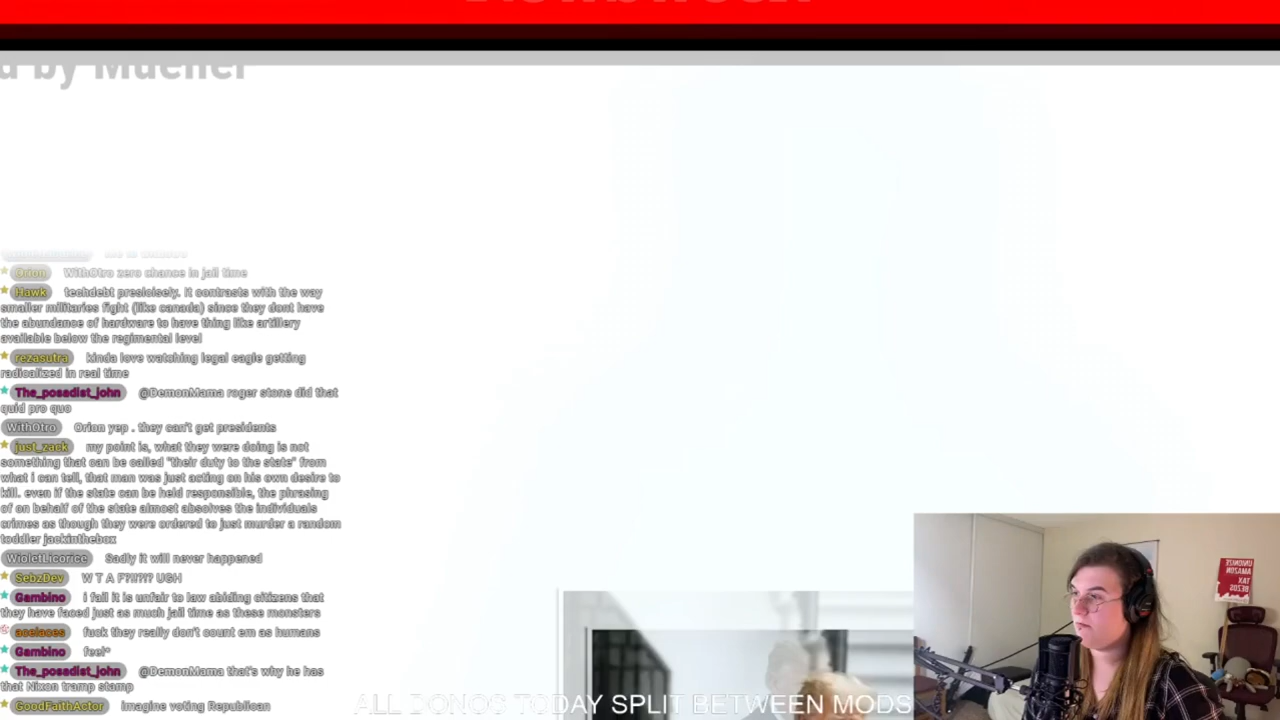 d by Mueller
Orion WithOtro zero chance in jail time
Hawk techdebt presicisely. It contrasts with the way
smaller militaries fight (like canada) since they dont have
the abundance of hardware to have thing like artillery
available below the regimental level
rezasutra kinda love watching legal eagle getting
radicalized in real time
The_posadist_john @DemonMama roger stone did that
quid pro quo
WithOtro Orion yep . they can't get presidents
just_zack my point is, what they were doing is not
something that can be called "their duty to the state" from
what i can tell, that man was just acting on his own desire to
kill. even if the state can be held responsible, the phrasing
of on behalf of the state almost absolves the individuals
crimes as though they were ordered to just murder a random
toddler jackinthebox
WioletLicorice Sadly it will never happened
SebzDev W T A F?!!?!? UGH
Gambino i fall it is unfair to law abiding citizens that
they have faced just as much jail time as these monsters
acelaces fuck they really don't count em as humans
Gambino feel*
The_posadist_john @DemonMama that's why he has
that Nixon tramp stamp
GoodFaithActor Imagine voting Republican
ALL DONOS TODAY SPLIT BETWEEN MODS
UNIONIZE
AMAZON
TAX
BEZOS